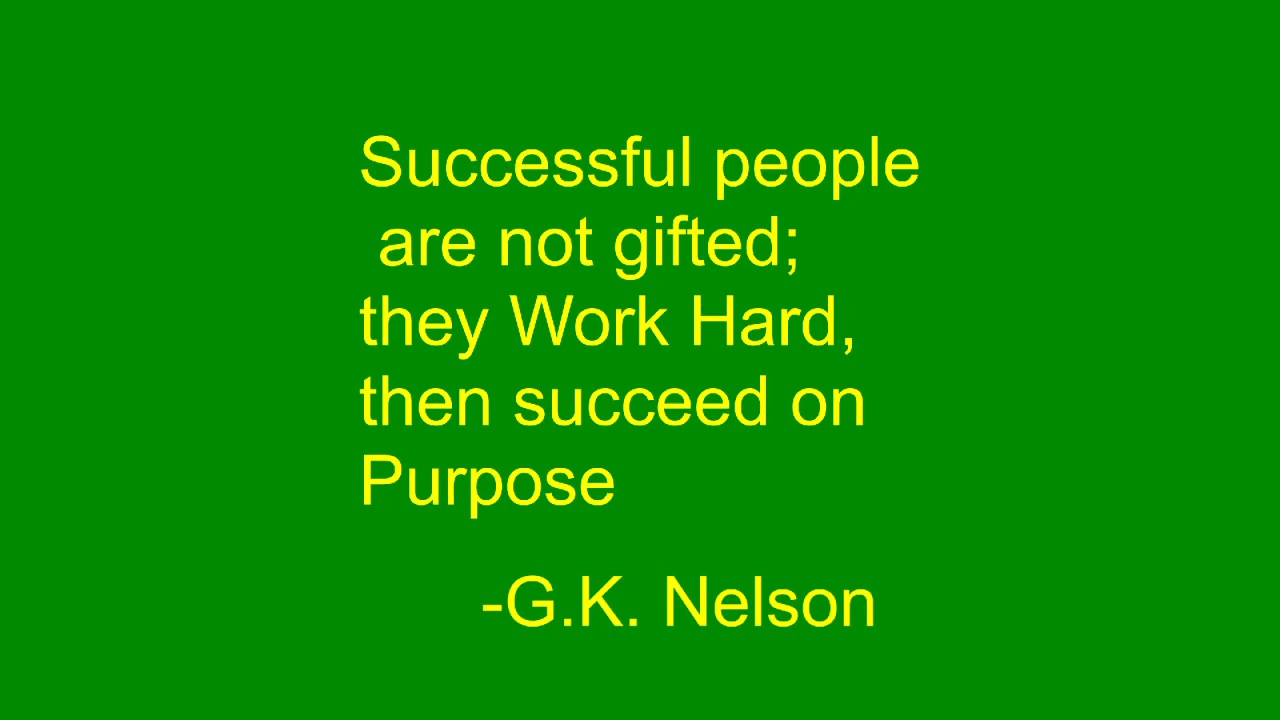 Successful people
are not gifted;
they Work Hard,
then succeed on
Purpose
-G.K. Nelson